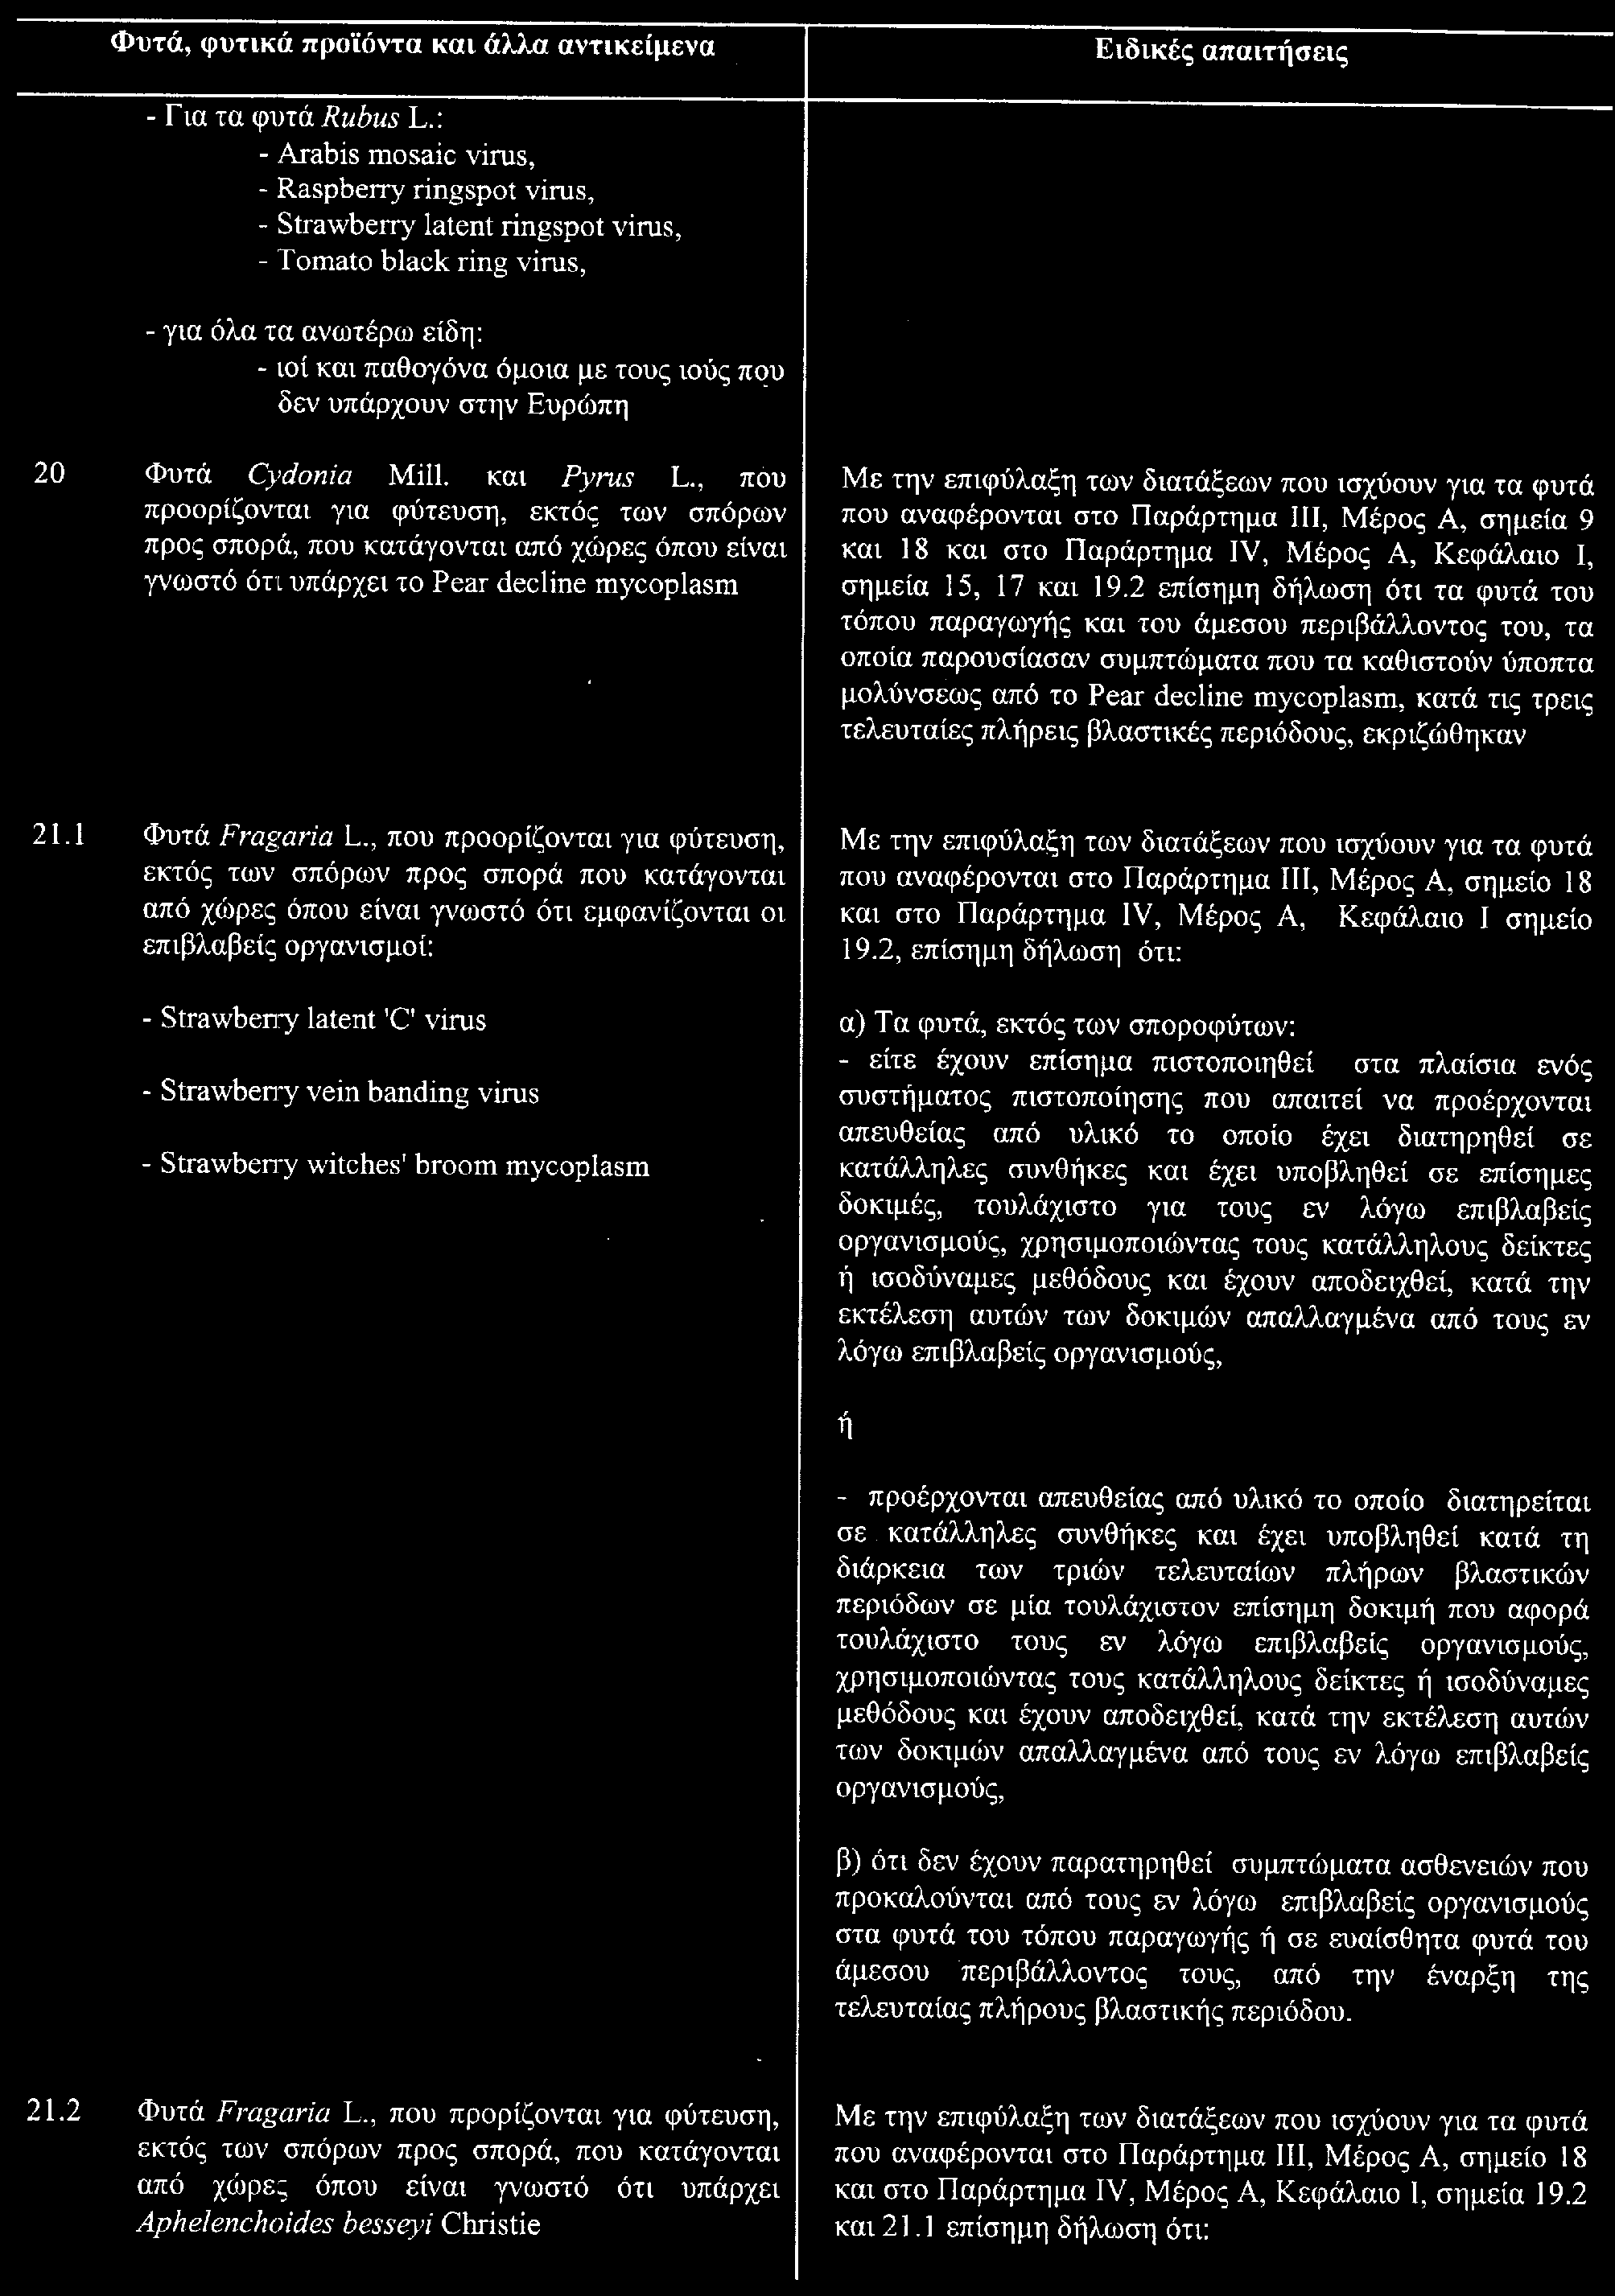 Φυτά, φυτικά προϊόντα και άλλα αντικείμενα
Ειδικές απαιτήσεις
- Για τα φυτά Rubus L.:
- Arabis mosaic virus,
- Raspberry ringspot virus,
- Strawberry latent ringspot virus,
- Tomato black ring virus,
- για όλα τα ανωτέρω είδη:
- ιοί και παθογόνα όμοια με τους ιούς που
δεν υπάρχουν στην Ευρώπη
20 Φυτά Cydonia Mill. και Pyrus L., που
προορίζονται για φύτευση, εκτός των σπόρων
προς σπορά, που κατάγονται από χώρες όπου είναι
γνωστό ότι υπάρχει το Pear decline mycoplasm
Με την επιφύλαξη των διατάξεων που ισχύουν για τα φυτά
που αναφέρονται στο Παράρτημα III, Μέρος Α, σημεία 9
και 18 και στο Παράρτημα IV, Μέρος Α, Κεφάλαιο I,
σημεία 15, 17 και 19.2 επίσημη δήλωση ότι τα φυτά του
τόπου παραγωγής και του άμεσου περιβάλλοντος του, τα
οποία παρουσίασαν συμπτώματα που τα καθιστούν ύποπτα
μολύνσεως από το Pear decline mycoplasm, κατά τις τρεις
τελευταίες πλήρεις βλαστικές περιόδους, εκριζώθηκαν
21.1 Φυτά Fragaria L., που προορίζονται για φύτευση,
εκτός των σπόρων προς σπορά που κατάγονται
από χώρες όπου είναι γνωστό ότι εμφανίζονται οι
επιβλαβείς οργανισμοί:
- Strawberry latent 'C' virus
- Strawberry vein banding virus
- Strawberry witches' broom mycoplasm
Με την επιφύλαξη των διατάξεων που ισχύουν για τα φυτά
που αναφέρονται στο Παράρτημα III, Μέρος Α, σημείο 18
και στο Παράρτημα IV, Μέρος Α, Κεφάλαιο I σημείο
19.2, επίσημη δήλωση ότι:
α) Τα φυτά, εκτός των σποροφύτων:
- είτε έχουν επίσημα πιστοποιηθεί στα πλαίσια ενός
συστήματος πιστοποίησης που απαιτεί να προέρχονται
απευθείας από υλικό το οποίο έχει διατηρηθεί σε
κατάλληλες συνθήκες και έχει υποβληθεί σε επίσημες
δοκιμές, τουλάχιστο για τους εν λόγω επιβλαβείς
οργανισμούς, χρησιμοποιώντας τους κατάλληλους δείκτες
ή ισοδύναμες μεθόδους και έχουν αποδειχθεί, κατά την
εκτέλεση αυτών των δοκιμών απαλλαγμένα από τους εν
λόγω επιβλαβείς οργανισμούς,
ή
- προέρχονται απευθείας από υλικό το οποίο διατηρείται
σε κατάλληλες συνθήκες και έχει υποβληθεί κατά τη
διάρκεια των τριών τελευταίων πλήρων βλαστικών
περιόδων σε μία τουλάχιστον επίσημη δοκιμή που αφορά
τουλάχιστο τους εν λόγω επιβλαβείς οργανισμούς,
χρησιμοποιώντας τους κατάλληλους δείκτες ή ισοδύναμες
μεθόδους και έχουν αποδειχθεί, κατά την εκτέλεση αυτών
των δοκιμών απαλλαγμένα από τους εν λόγω επιβλαβείς
οργανισμούς,
β) ότι δεν έχουν παρατηρηθεί συμπτώματα ασθενειών που
προκαλούνται από τους εν λόγω επιβλαβείς οργανισμούς
στα φυτά του τόπου παραγωγής ή σε ευαίσθητα φυτά του
άμεσου περιβάλλοντος τους, από την έναρξη της
τελευταίας πλήρους βλαστικής περιόδου.
21.2 Φυτά Fragaria L., που προρίζονται για φύτευση,
εκτός των σπόρων προς σπορά, που κατάγονται
από χώρες όπου είναι γνωστό ότι υπάρχει
Aphelenchoides besseyi Christie
Με την επιφύλαξη των διατάξεων που ισχύουν για τα φυτά
που αναφέρονται στο Παράρτημα III, Μέρος Α, σημείο 18
και στο Παράρτημα IV, Μέρος Α, Κεφάλαιο I, σημεία 19.2
και 21.1 επίσημη δήλωση ότι: